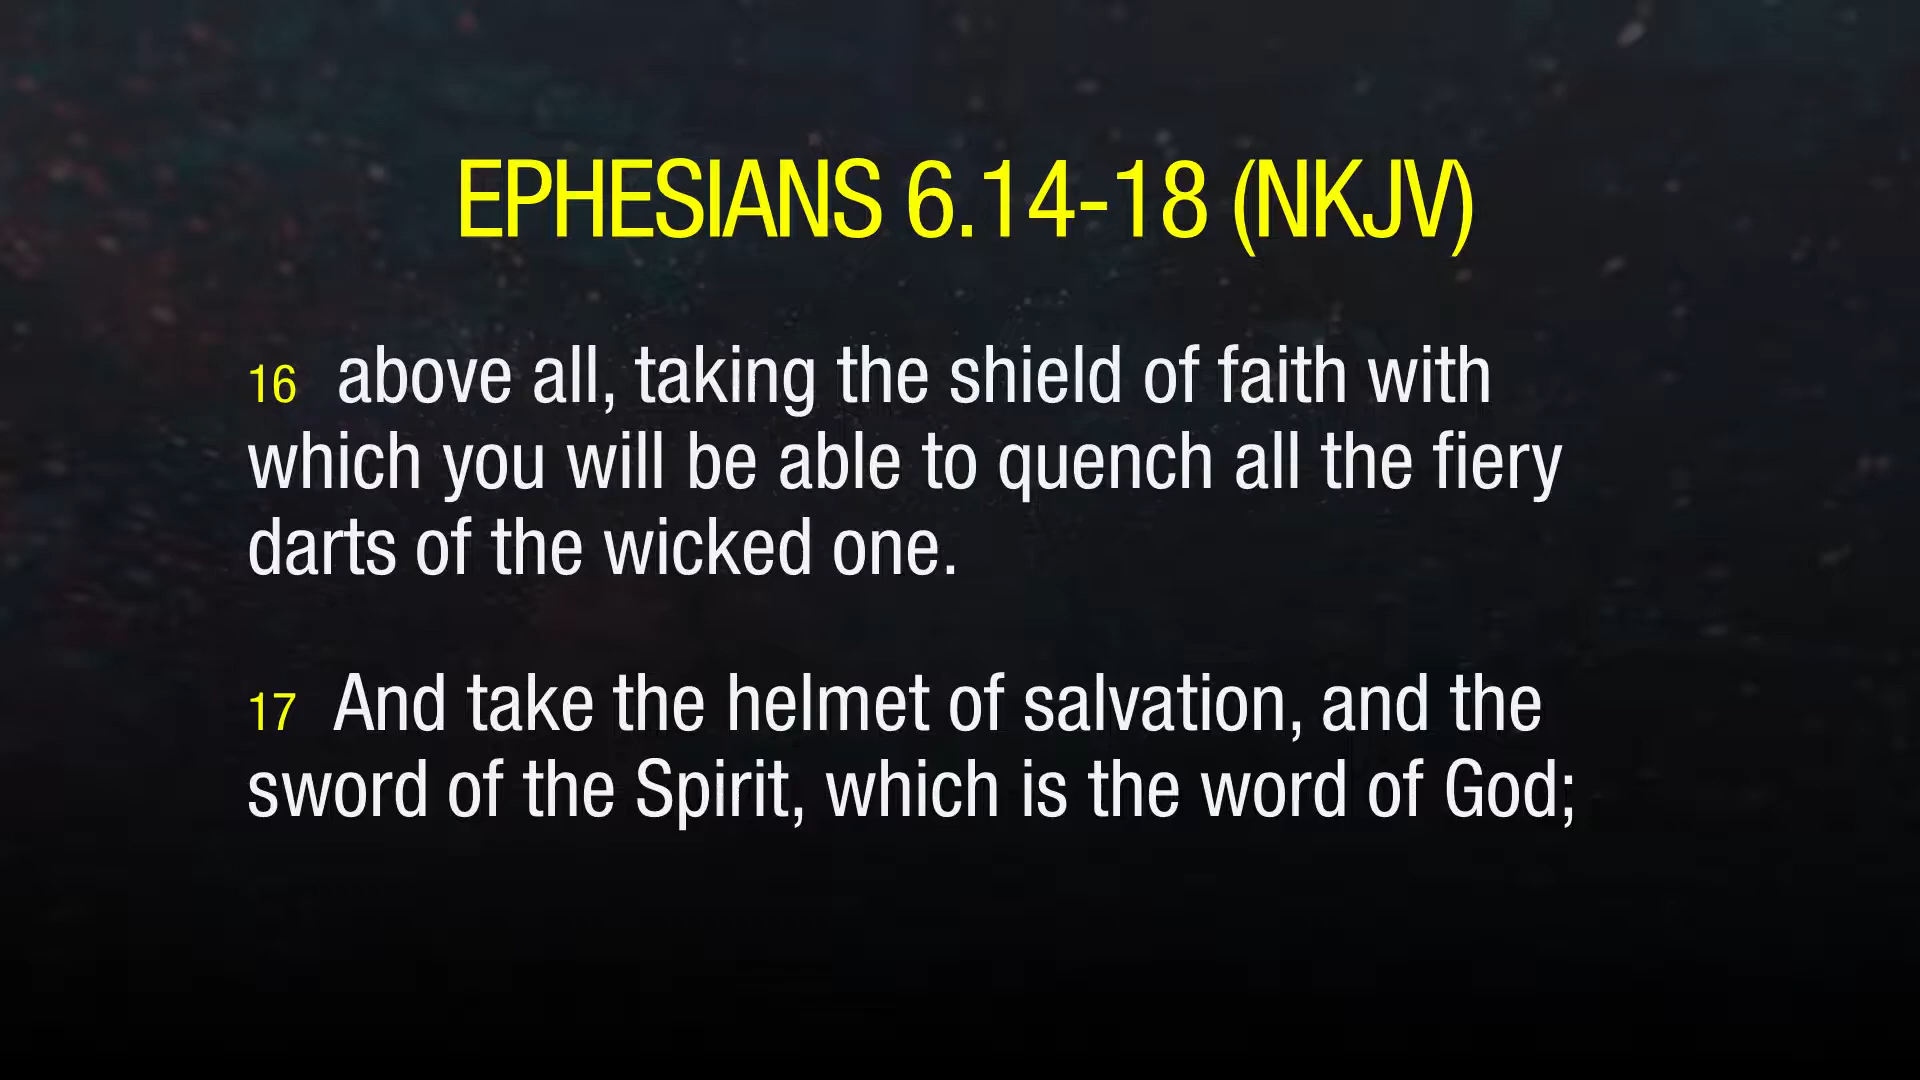 EPHESIANS 6.14-18 (NKJV)
16 above all, taking the shield of faith with
which you will be able to quench all the fiery
darts of the wicked one.
17 And take the helmet of salvation, and the
sword of the Spirit, which is the word of God;